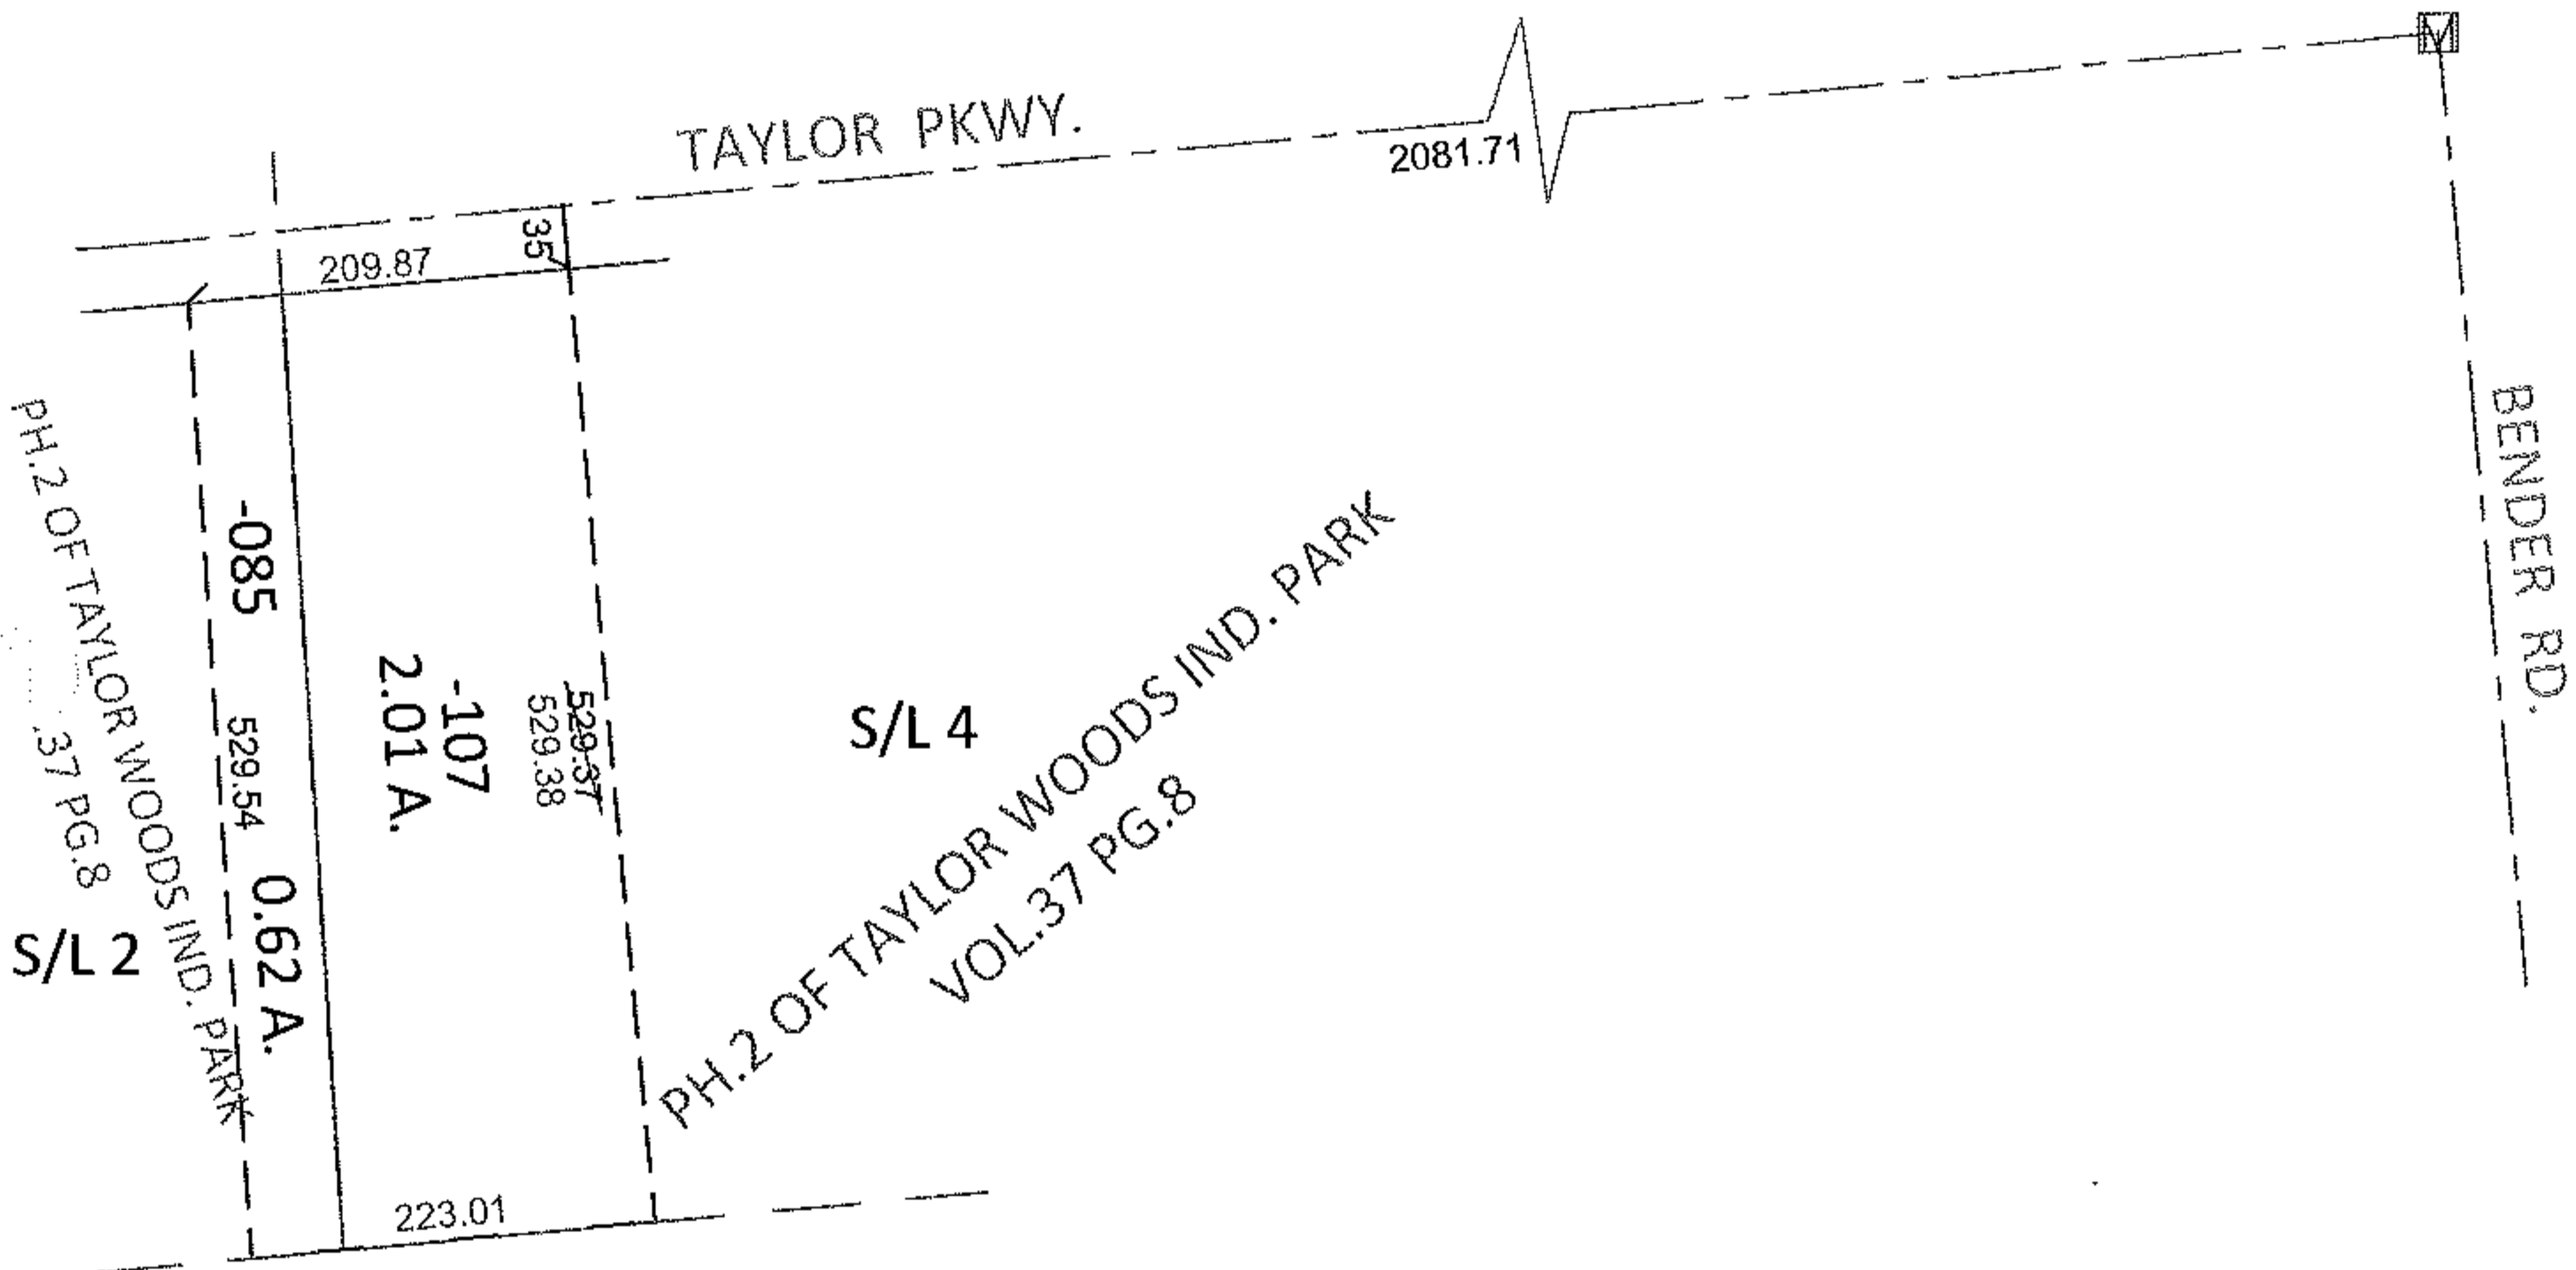 TAYLOR PKWY.
2081.71
35'
209.87
BENDER RD.
PH.2 OF TAYLOR WOODS IND. PARK
.37 PG.8
S/L 2
-085
529.54
0.62 A.
-107
2.01 A.
529.37
529.38
S/L 4
PH.2 OF TAYLOR WOODS IND. PARK
VOL.37 PG.8
223.01